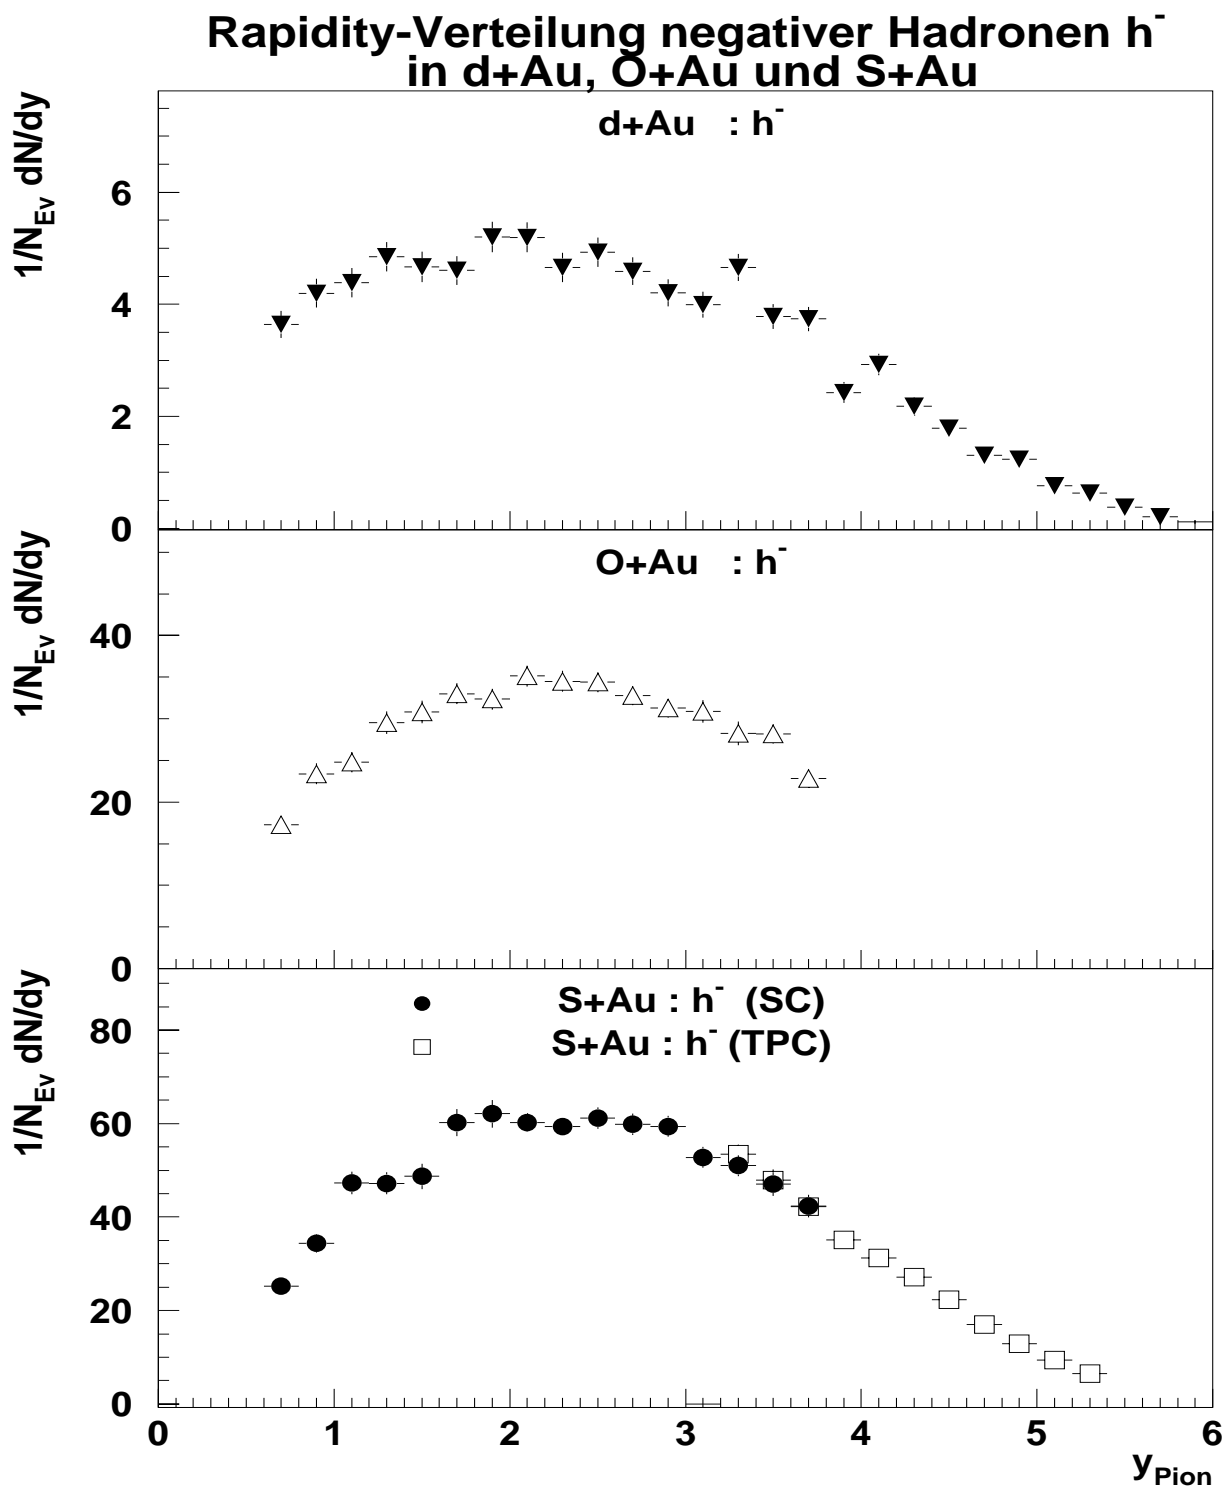 Rapidity-Verteilung negativer Hadronen h⁻
in d+Au, O+Au und S+Au
1/N_Ev dN/dy
d+Au : h⁻
6
4
2
0
1/N_Ev dN/dy
O+Au : h⁻
40
20
0
1/N_Ev dN/dy
S+Au : h⁻ (SC)
S+Au : h⁻ (TPC)
80
60
40
20
0
0 1 2 3 4 5 6
y_Pion